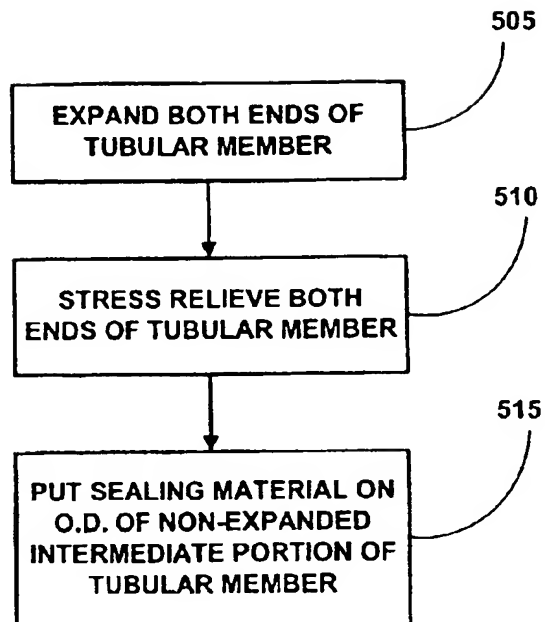 505
EXPAND BOTH ENDS OF
TUBULAR MEMBER
510
STRESS RELIEVE BOTH
ENDS OF TUBULAR MEMBER
515
PUT SEALING MATERIAL ON
O.D. OF NON-EXPANDED
INTERMEDIATE PORTION OF
TUBULAR MEMBER